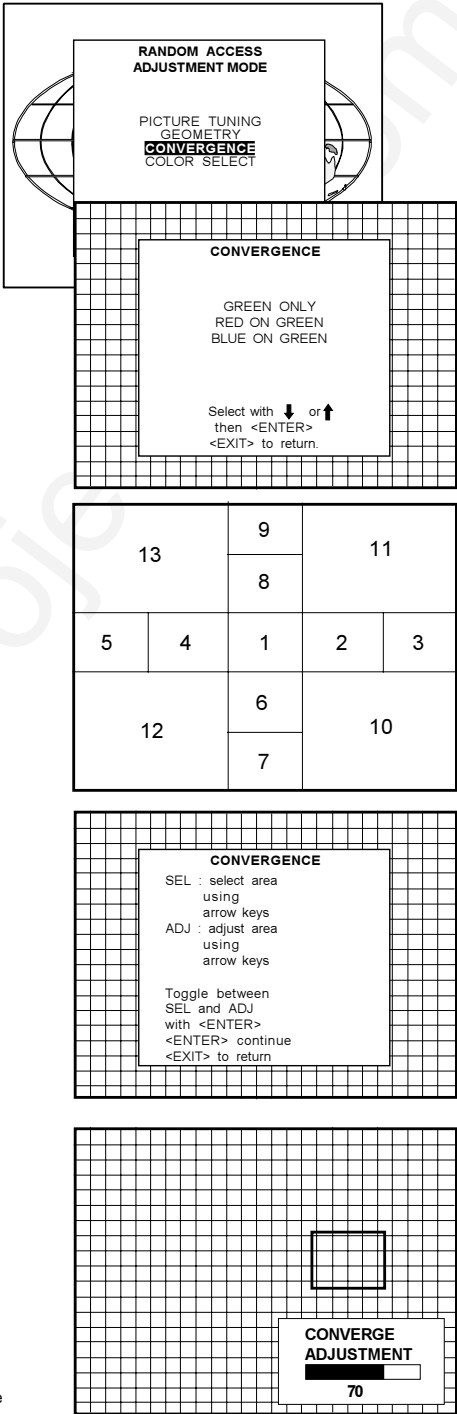 RANDOM ACCESS
ADJUSTMENT MODE
PICTURE TUNING
GEOMETRY
CONVERGENCE
COLOR SELECT
CONVERGENCE
GREEN ONLY
RED ON GREEN
BLUE ON GREEN
Select with ⬇ or ⬆
then <ENTER>
<EXIT> to return.
9
13
11
8
5 4 1 2 3
6
12
10
7
CONVERGENCE
SEL : select area
using
arrow keys
ADJ : adjust area
using
arrow keys
Toggle between
SEL and ADJ
with <ENTER>
<ENTER> continue
<EXIT> to return
CONVERGE
ADJUSTMENT
70
e